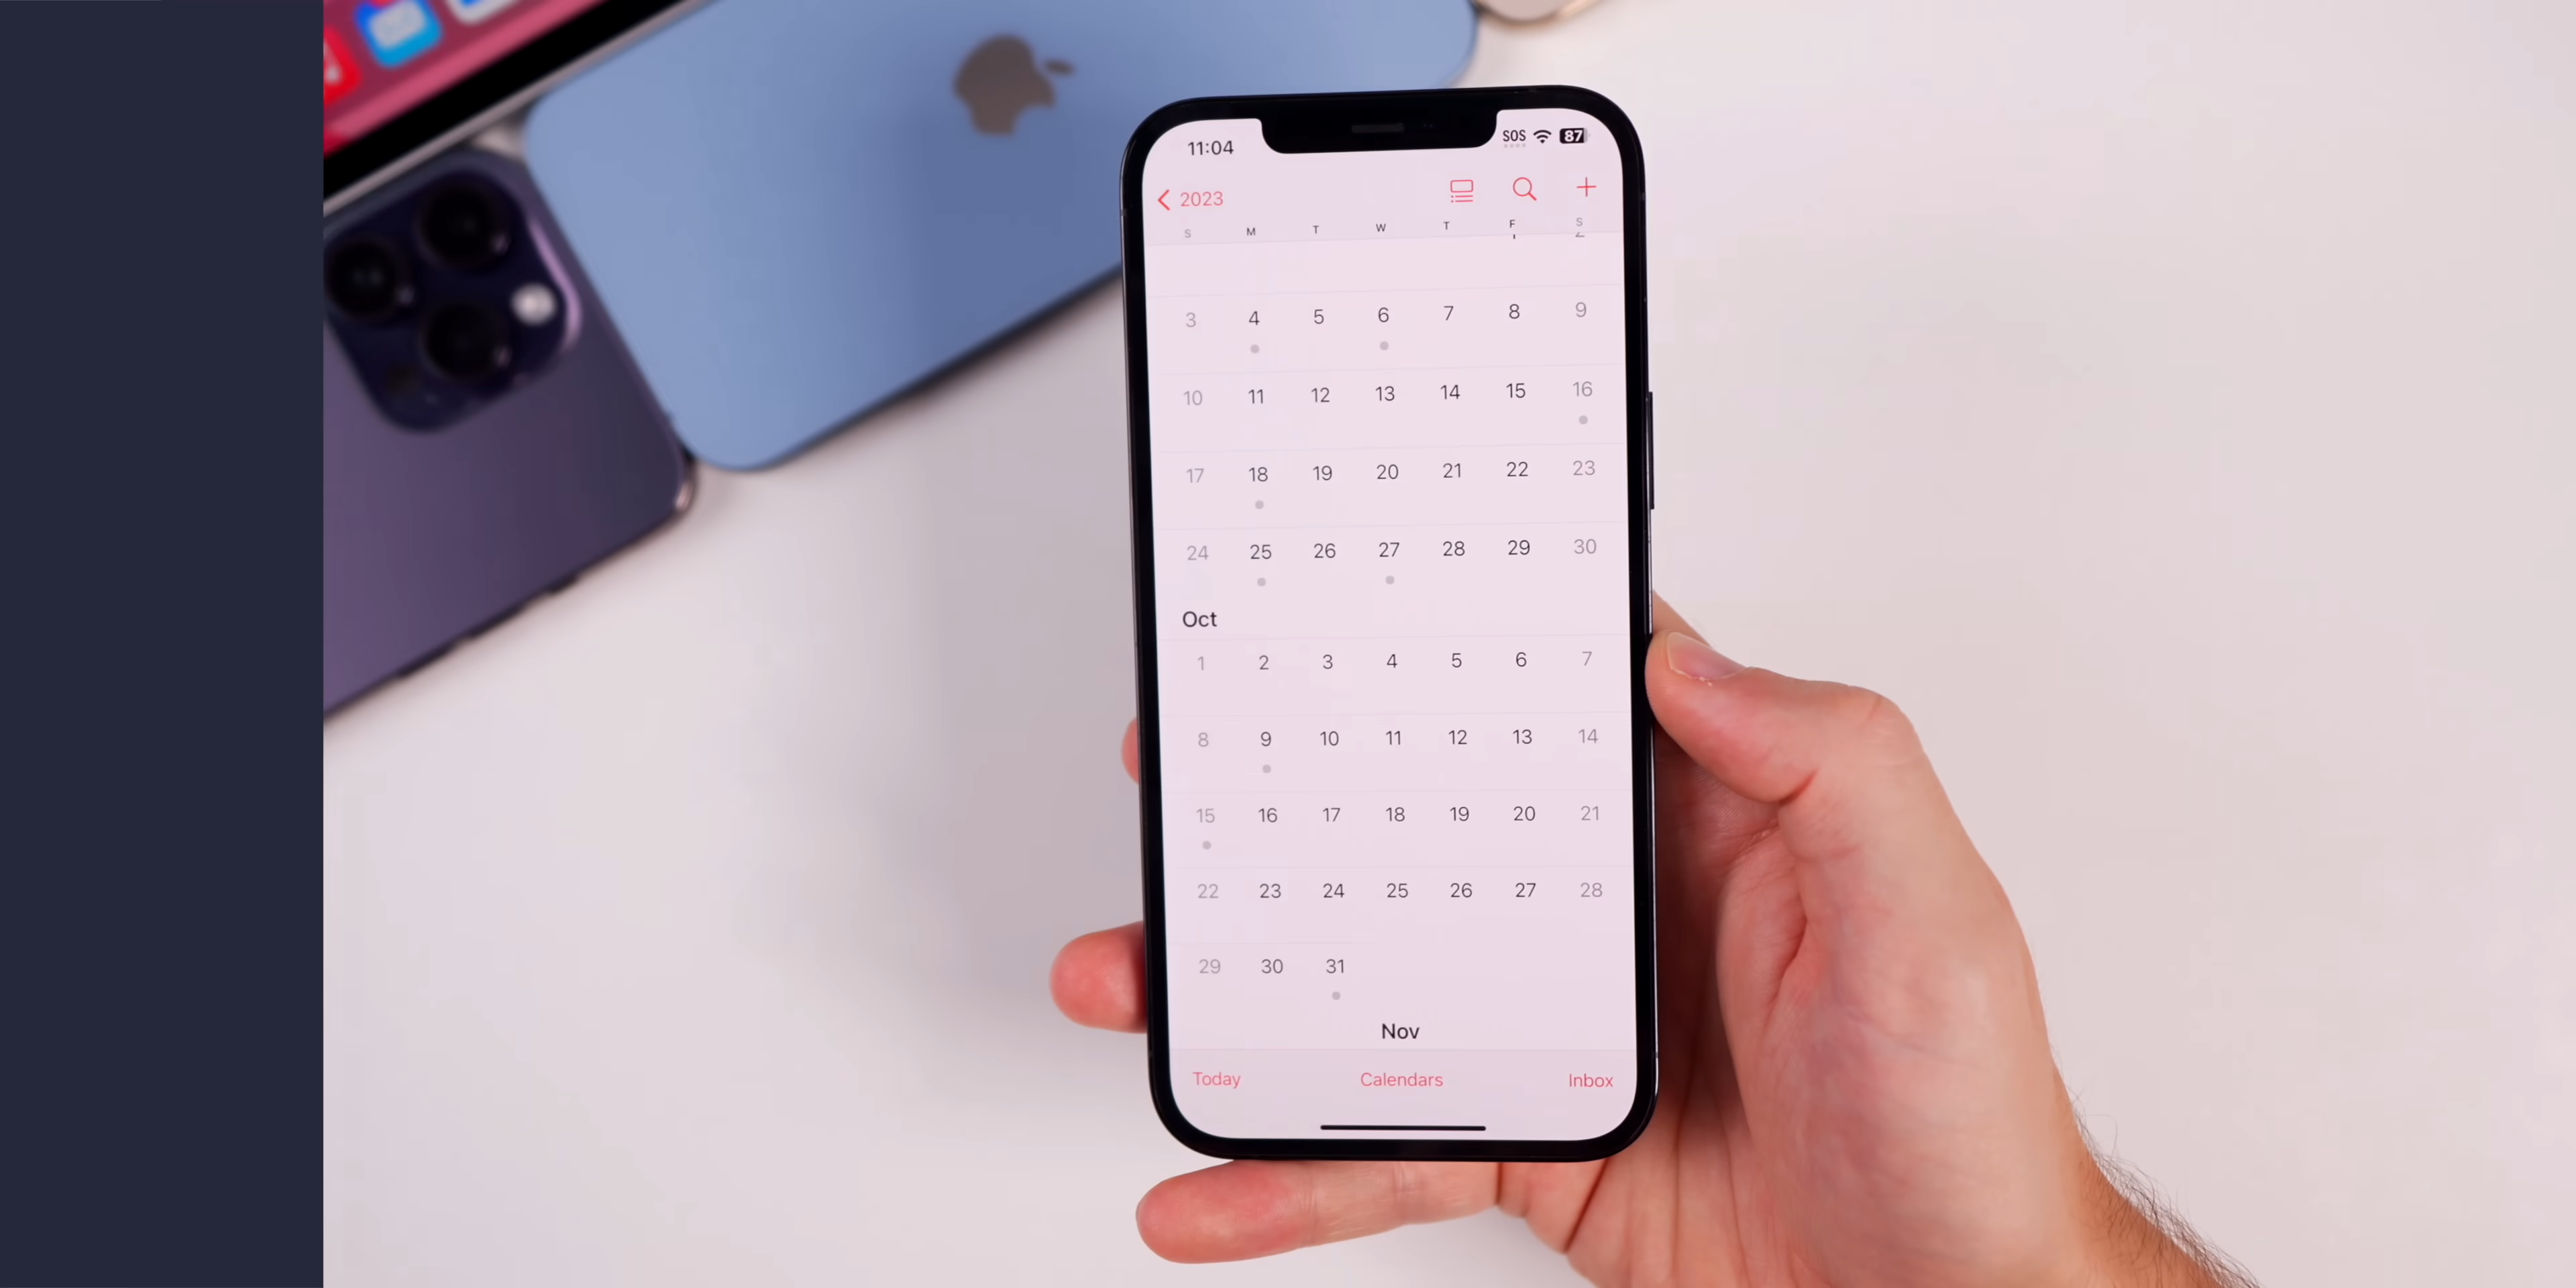 11:04 SOS 87
2023
S M T W T F S
3 4 5 6 7 8 9
10 11 12 13 14 15 16
17 18 19 20 21 22 23
24 25 26 27 28 29 30
Oct
1 2 3 4 5 6 7
8 9 10 11 12 13 14
15 16 17 18 19 20 21
22 23 24 25 26 27 28
29 30 31
Nov
Today Calendars Inbox